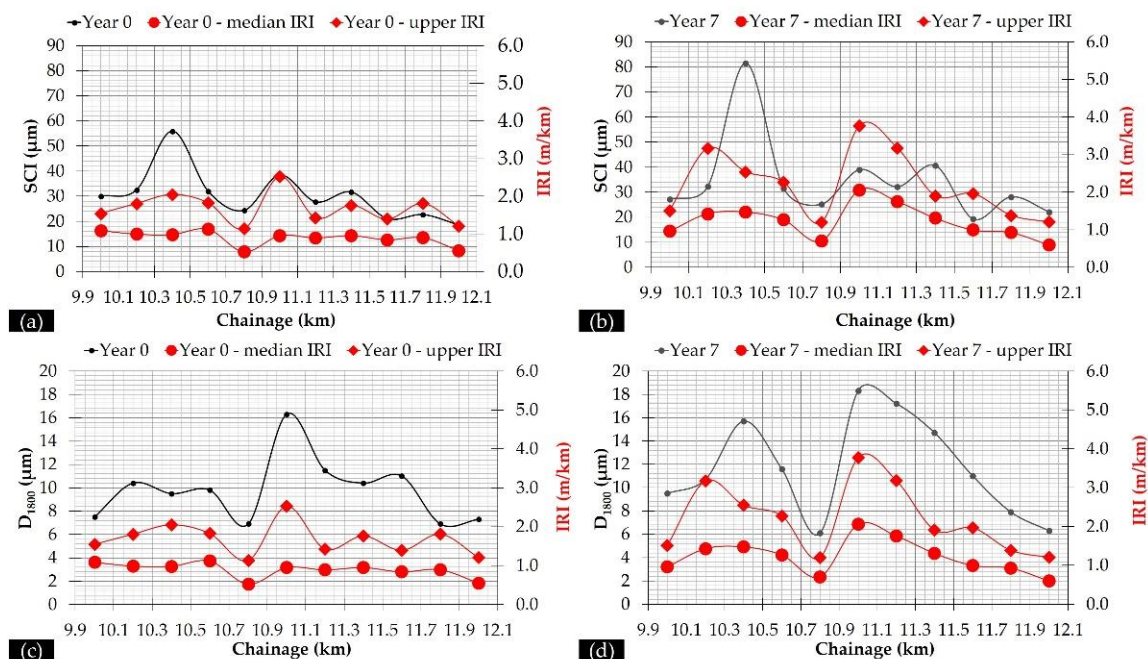 Year 0 Year 0 - median IRI Year 0 - upper IRI
90
80
70
60
50
40
30
20
10
0
SCI (µm)
6.0
5.0
4.0
3.0
2.0
1.0
0.0
IRI (m/km)
9.9 10.1 10.3 10.5 10.7 10.9 11.1 11.3 11.5 11.7 11.9 12.1
Chainage (km)
(a)
Year 7 Year 7 - median IRI Year 7 - upper IRI
90
80
70
60
50
40
30
20
10
0
SCI (µm)
6.0
5.0
4.0
3.0
2.0
1.0
0.0
IRI (m/km)
9.9 10.1 10.3 10.5 10.7 10.9 11.1 11.3 11.5 11.7 11.9 12.1
Chainage (km)
(b)
Year 0 Year 0 - median IRI Year 0 - upper IRI
20
18
16
14
12
10
8
6
4
2
0
D1800 (µm)
6.0
5.0
4.0
3.0
2.0
1.0
0.0
IRI (m/km)
9.9 10.1 10.3 10.5 10.7 10.9 11.1 11.3 11.5 11.7 11.9 12.1
Chainage (km)
(c)
Year 7 Year 7 - median IRI Year 7 - upper IRI
20
18
16
14
12
10
8
6
4
2
0
D1800 (µm)
6.0
5.0
4.0
3.0
2.0
1.0
0.0
IRI (m/km)
9.9 10.1 10.3 10.5 10.7 10.9 11.1 11.3 11.5 11.7 11.9 12.1
Chainage (km)
(d)